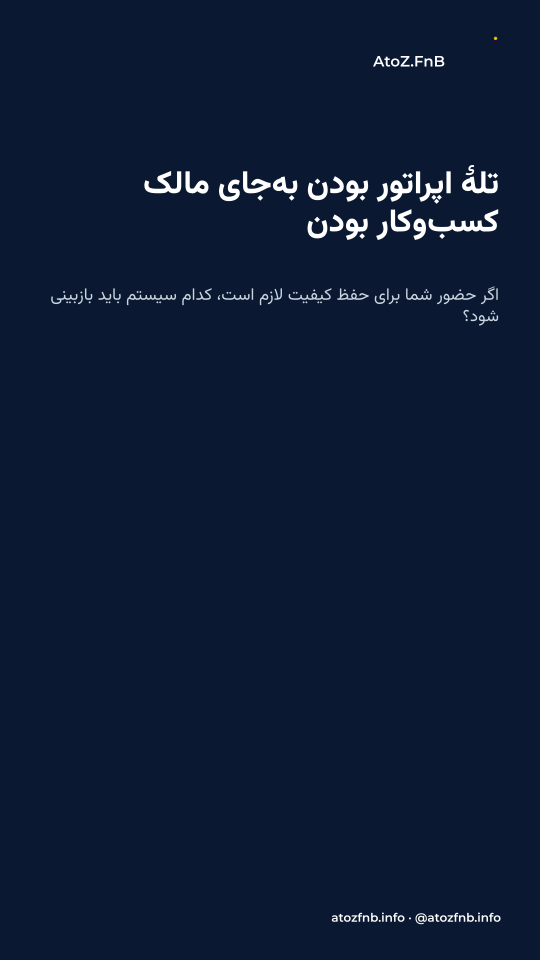 AtoZ.FnB
تلهٔ اپراتور بودن به‌جای مالک
کسب‌وکار بودن
اگر حضور شما برای حفظ کیفیت لازم است، کدام سیستم باید بازبینی
شود؟
atozfnb.info · @atozfnb.info